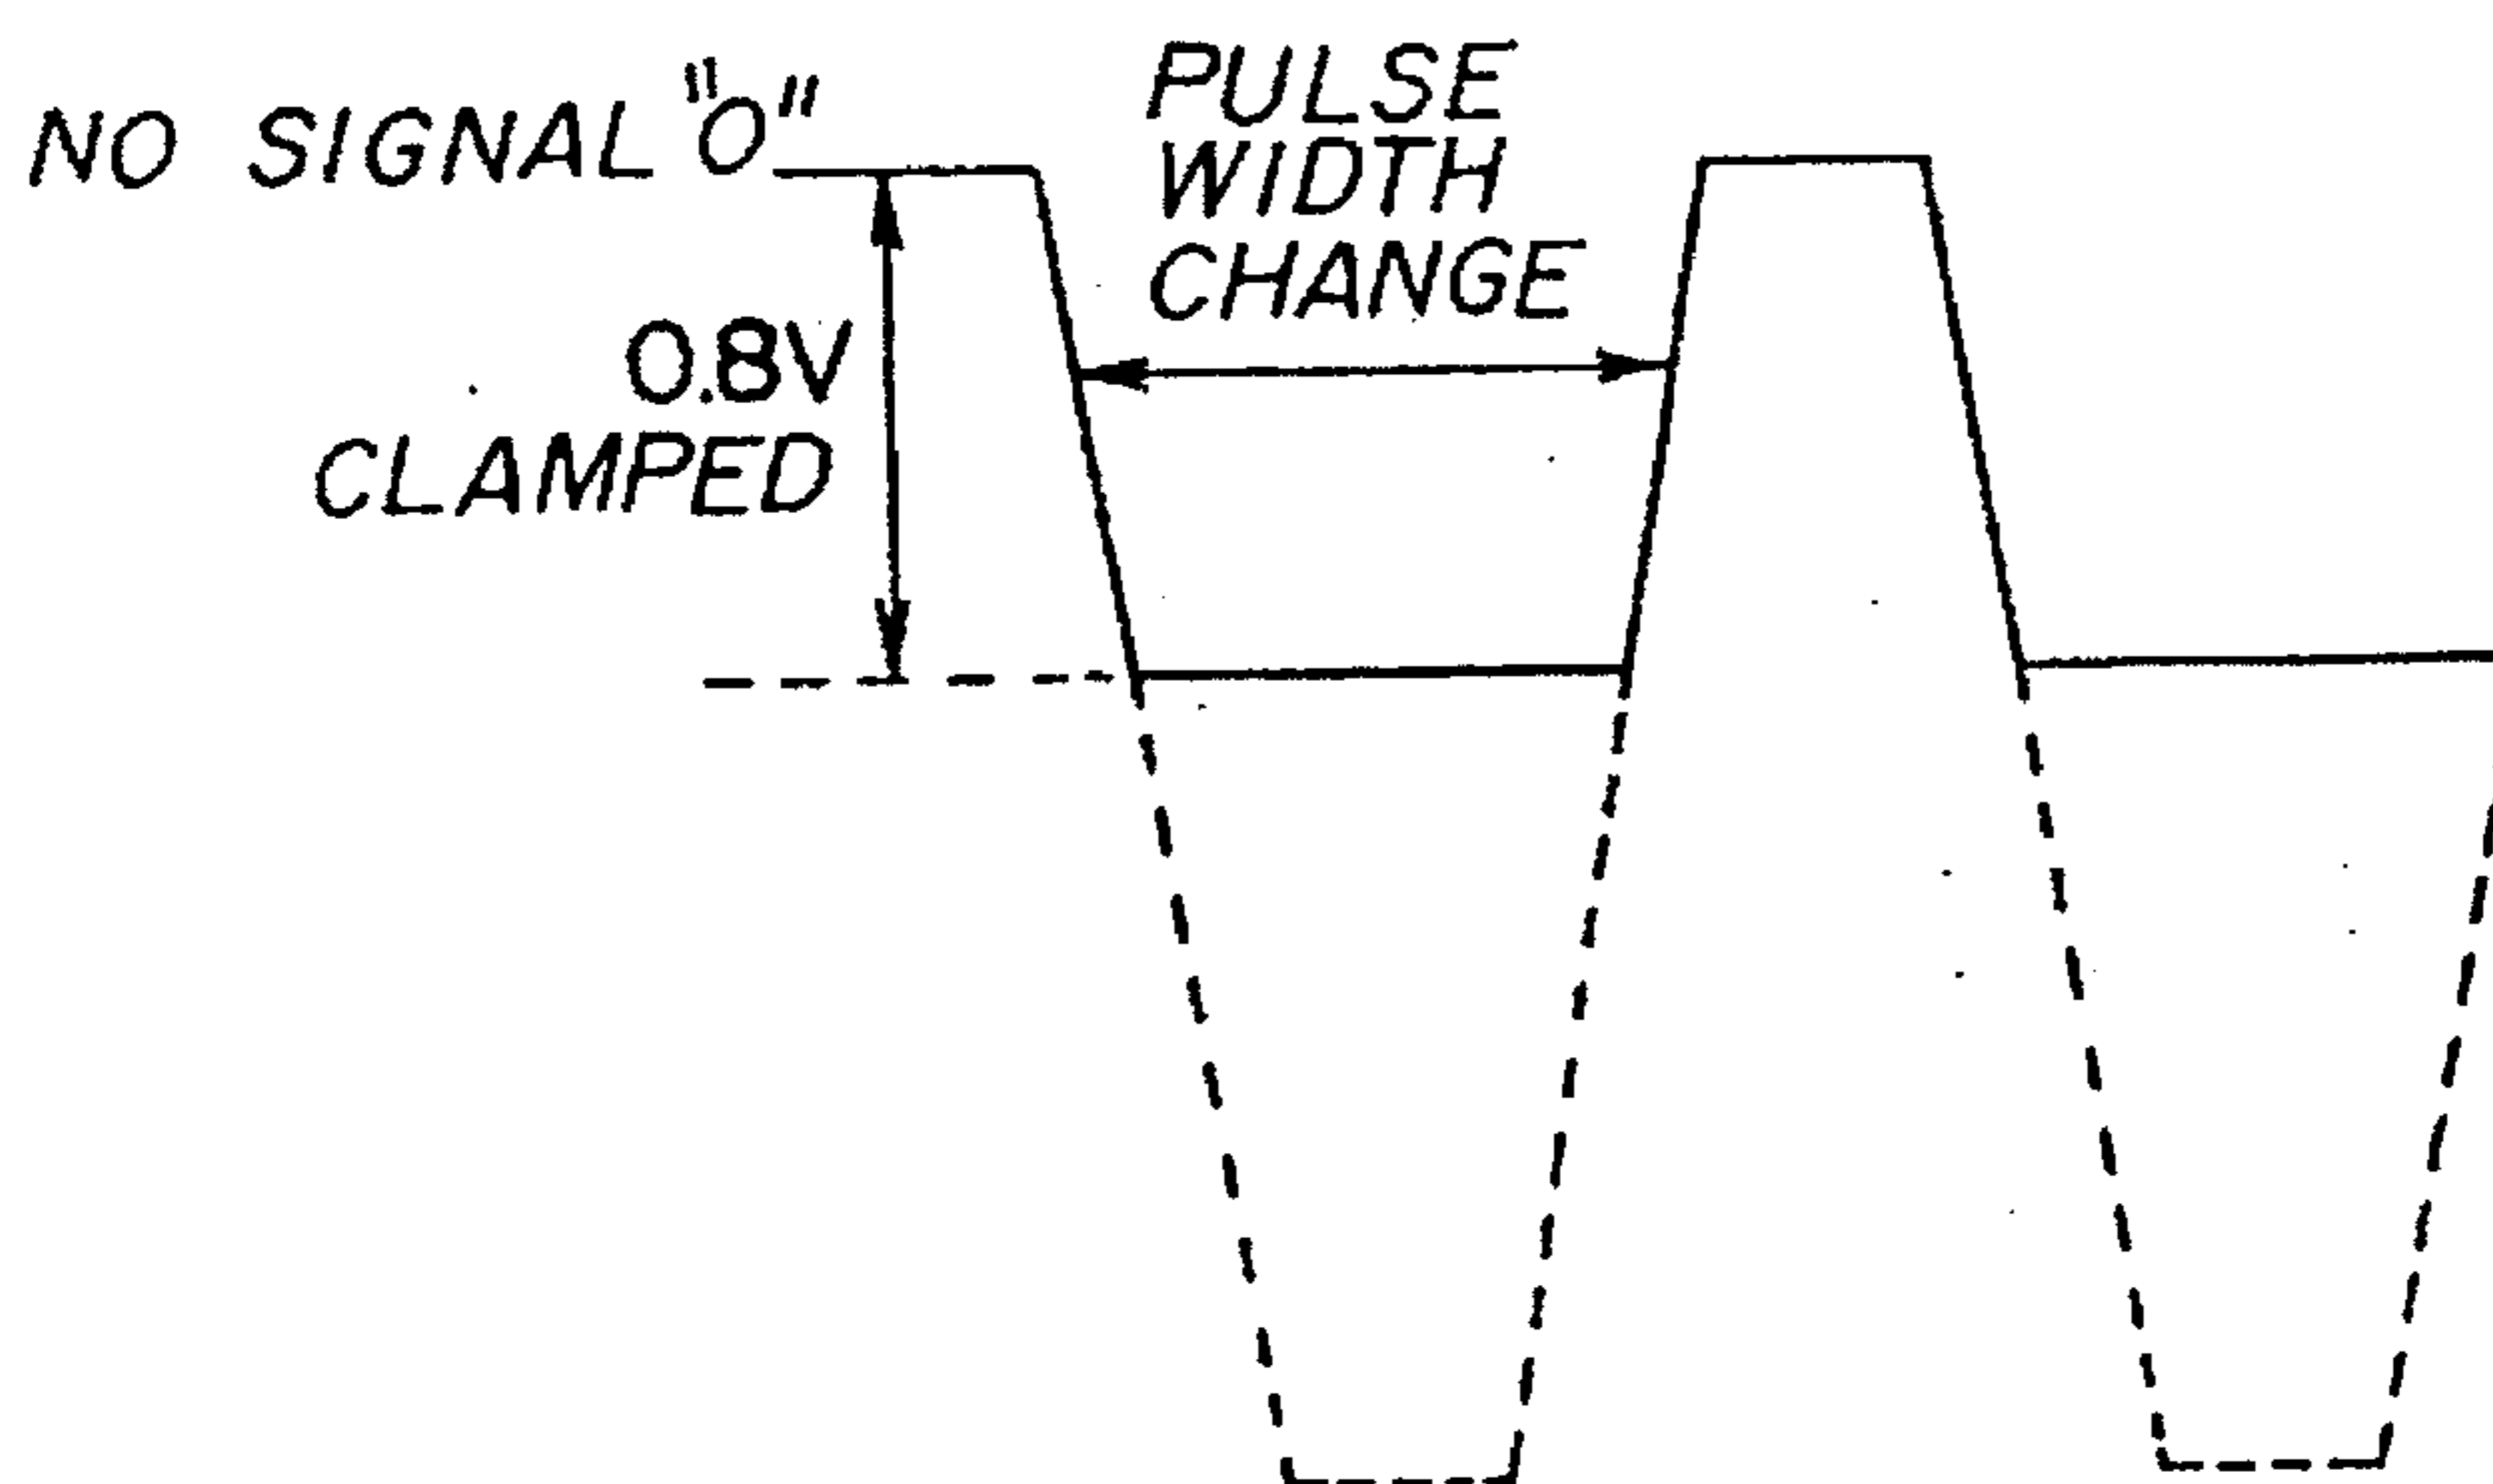 NO SIGNAL "0"
PULSE
WIDTH
CHANGE
0.8V
CLAMPED